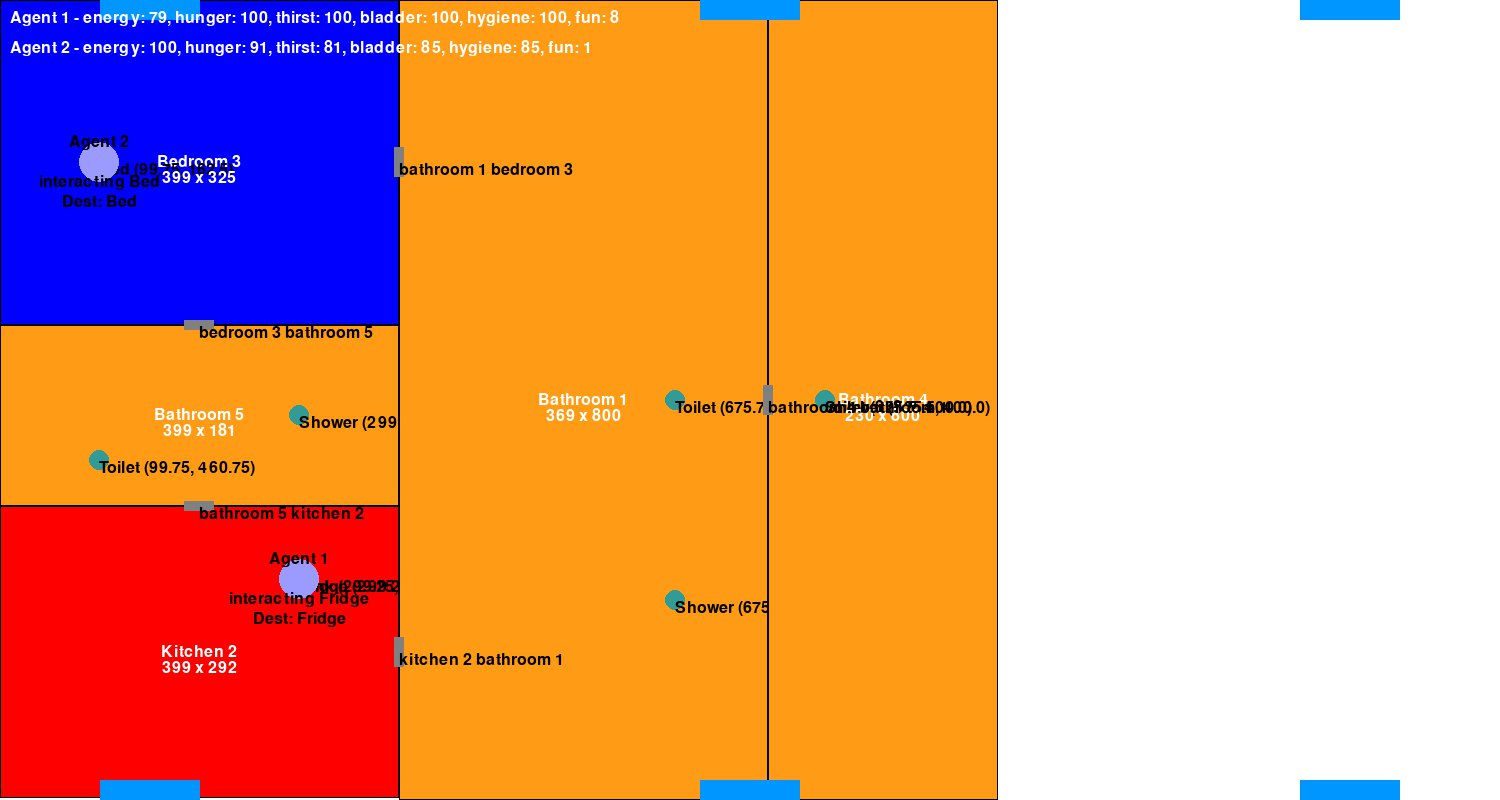 Agent 1 - energy: 79, hunger: 100, thirst: 100, bladder: 100, hygiene: 100, fun: 8
Agent 2 - energy: 100, hunger: 91, thirst: 81, bladder: 85, hygiene: 85, fun: 1
Agent 2
Bedroom 3
399 x 325
interacting Bed
Dest: Bed
bathroom 1 bedroom 3
bedroom 3 bathroom 5
Bathroom 5
399 x 181
Shower (299
Toilet (99.75, 460.75)
Bathroom 1
369 x 800
Toilet (675.7
Bathroom 4
230 x 800
bathroom 5 kitchen 2
Agent 1
interacting Fridge
Dest: Fridge
Shower (675
Kitchen 2
399 x 292
kitchen 2 bathroom 1